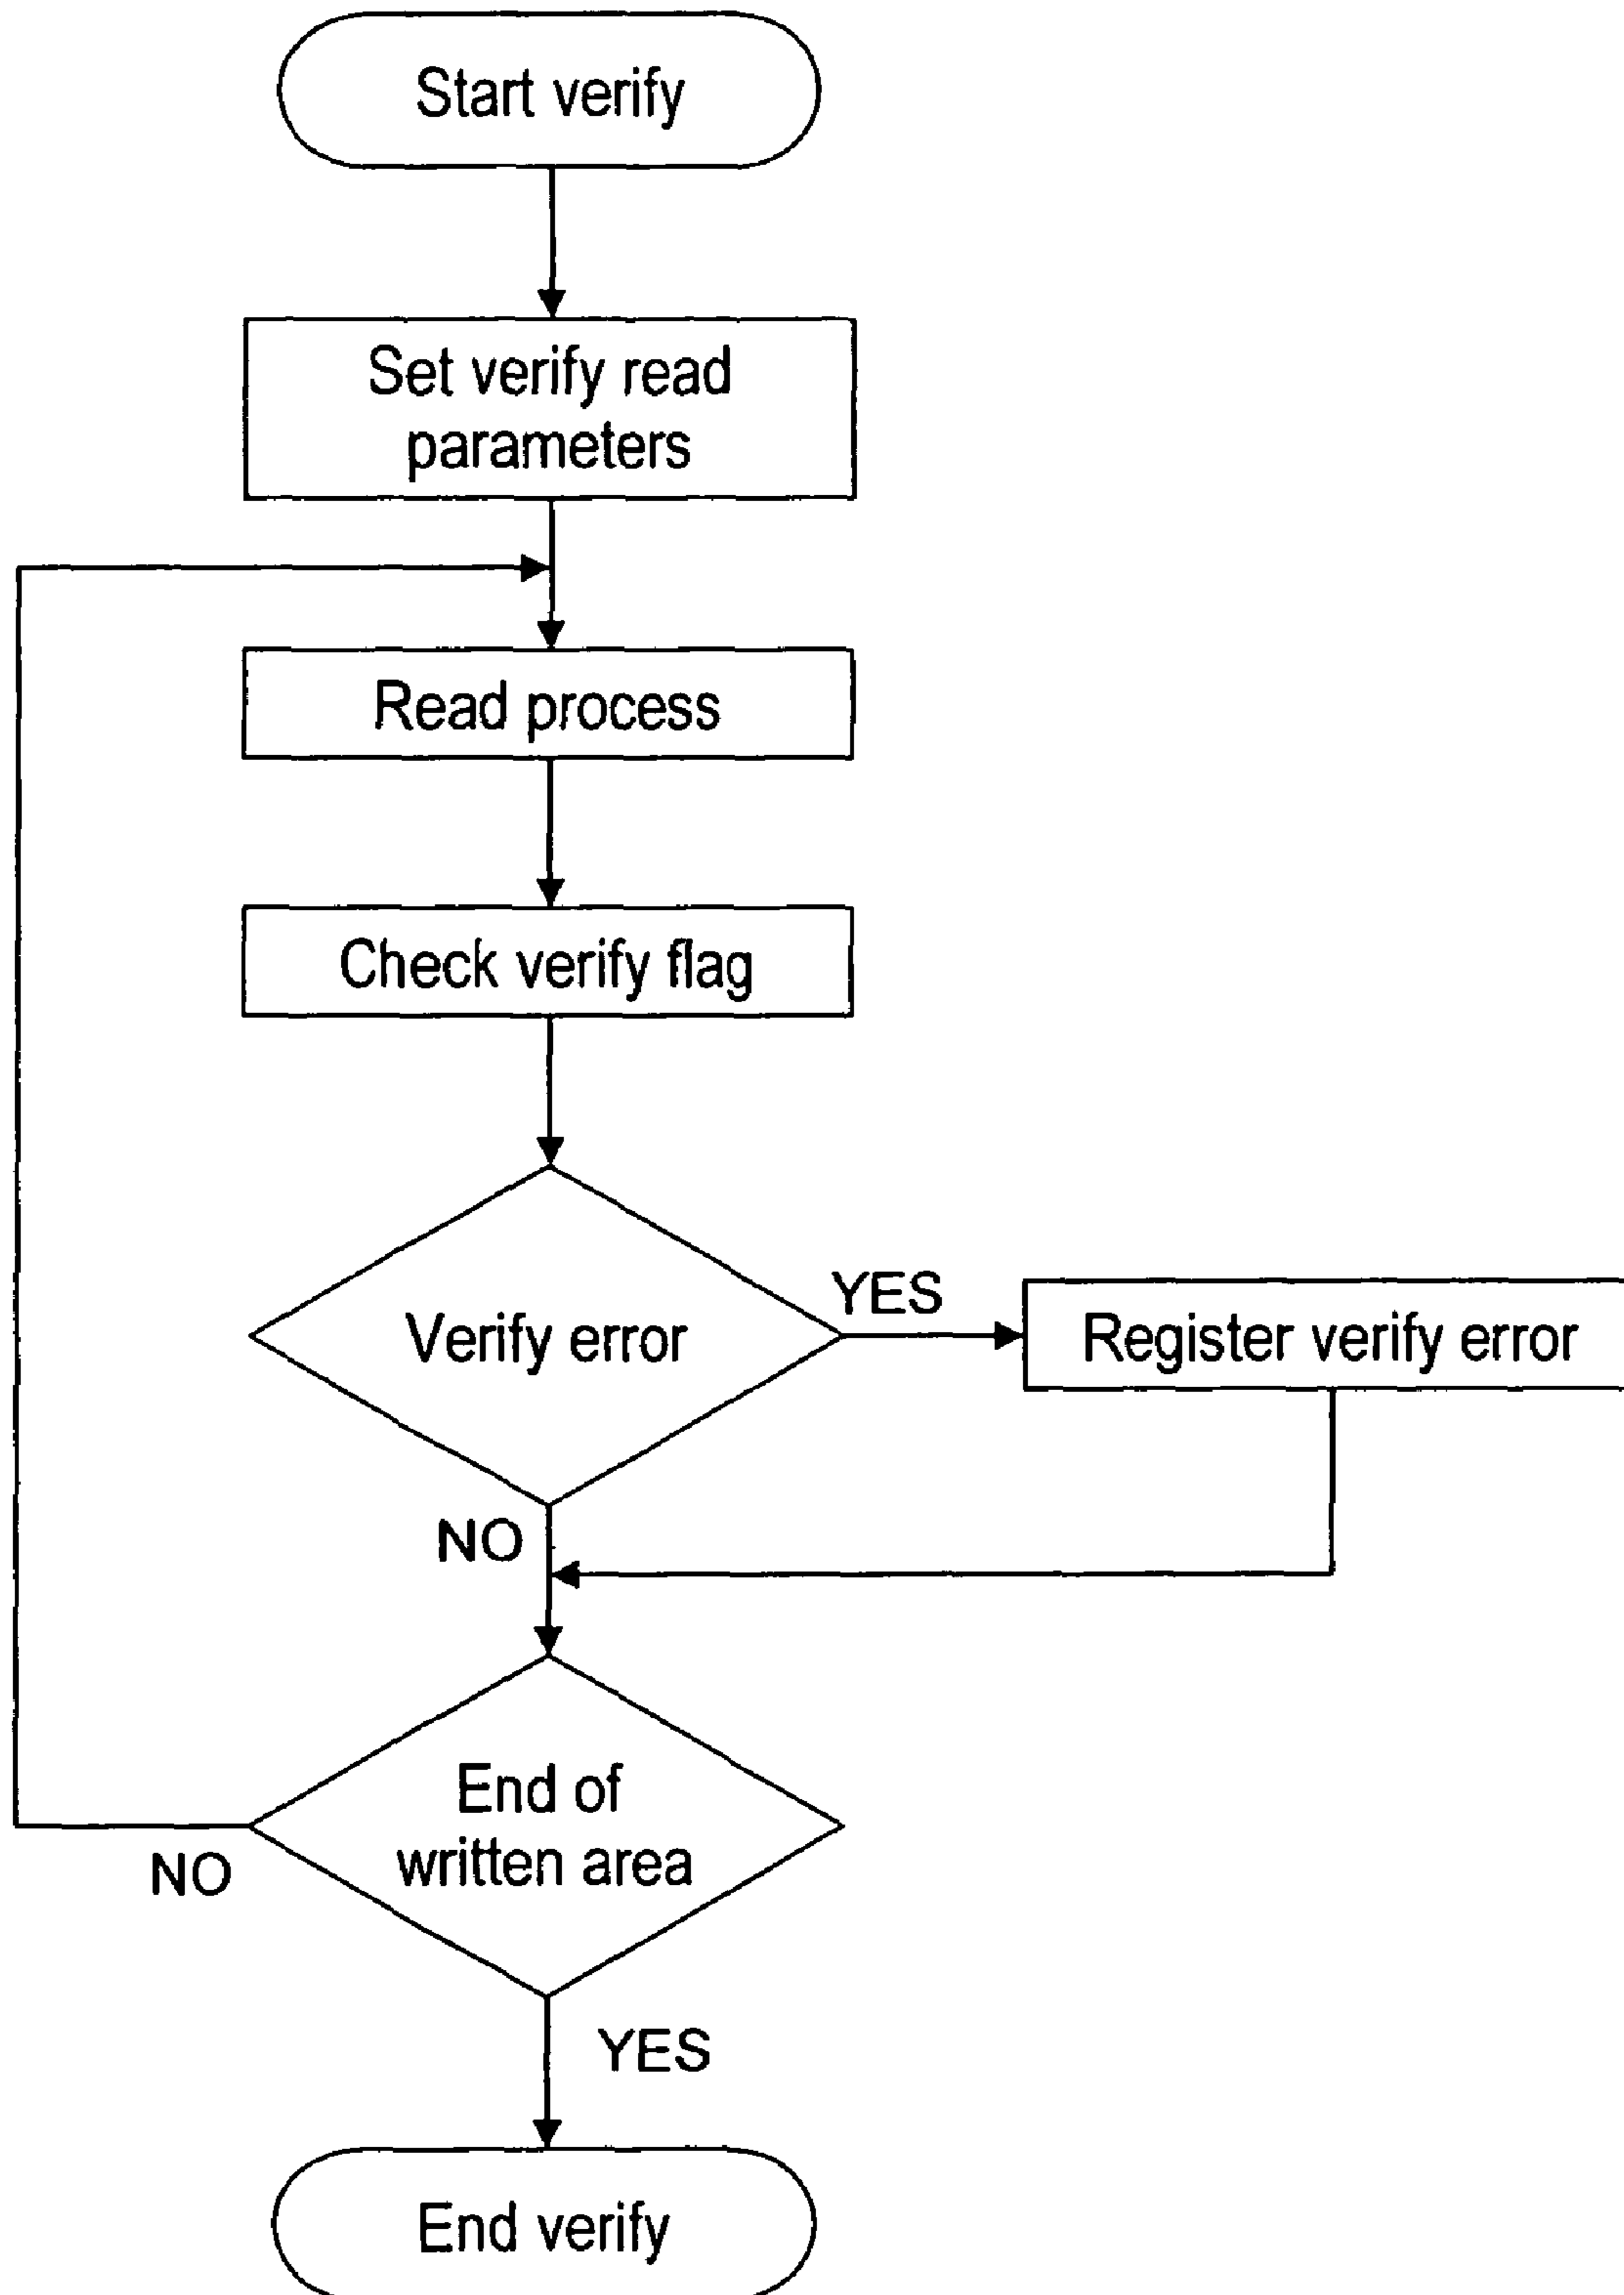 Start verify
Set verify read
parameters
Read process
Check verify flag
Verify error
YES
Register verify error
NO
End of
written area
NO
YES
End verify